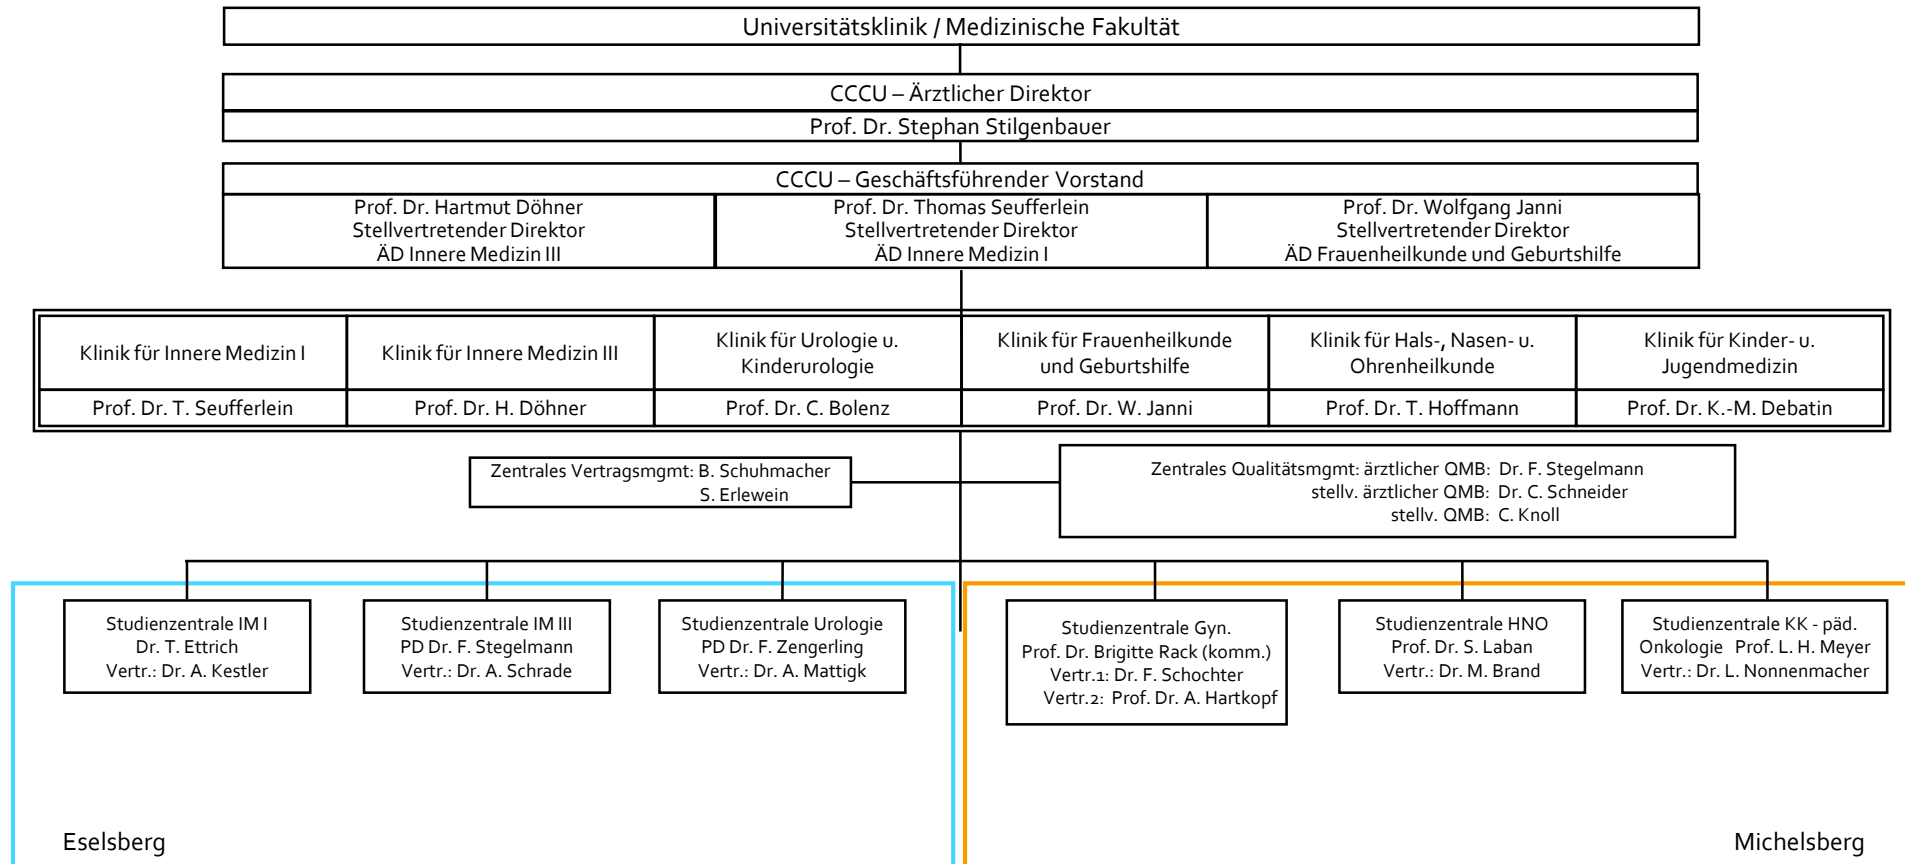 Universitätsklinik / Medizinische Fakultät
CCCU – Ärztlicher Direktor
Prof. Dr. Stephan Stilgenbauer
CCCU – Geschäftsführender Vorstand
Prof. Dr. Hartmut Döhner
Stellvertretender Direktor
ÄD Innere Medizin III
Prof. Dr. Thomas Seufferlein
Stellvertretender Direktor
ÄD Innere Medizin I
Prof. Dr. Wolfgang Janni
Stellvertretender Direktor
ÄD Frauenheilkunde und Geburtshilfe
Klinik für Innere Medizin I
Prof. Dr. T. Seufferlein
Klinik für Innere Medizin III
Prof. Dr. H. Döhner
Klinik für Urologie u.
Kinderurologie
Prof. Dr. C. Bolenz
Klinik für Frauenheilkunde
und Geburtshilfe
Prof. Dr. W. Janni
Klinik für Hals-, Nasen- u.
Ohrenheilkunde
Prof. Dr. T. Hoffmann
Klinik für Kinder- u.
Jugendmedizin
Prof. Dr. K.-M. Debatin
Zentrales Vertragsmgmt: B. Schuhmacher
S. Erlewein
Zentrales Qualitätsmgmt: ärztlicher QMB: Dr. F. Stegelmann
stellv. ärztlicher QMB: Dr. C. Schneider
stellv. QMB: C. Knoll
Studienzentrale IM I
Dr. T. Ettrich
Vertr.: Dr. A. Kestler
Studienzentrale IM III
PD Dr. F. Stegelmann
Vertr.: Dr. A. Schrade
Studienzentrale Urologie
PD Dr. F. Zengerling
Vertr.: Dr. A. Mattigk
Studienzentrale Gyn.
Prof. Dr. Brigitte Rack (komm.)
Vertr.1: Dr. F. Schochter
Vertr.2: Prof. Dr. A. Hartkopf
Studienzentrale HNO
Prof. Dr. S. Laban
Vertr.: Dr. M. Brand
Studienzentrale KK - päd.
Onkologie Prof. L. H. Meyer
Vertr.: Dr. L. Nonnenmacher
Eselsberg
Michelsberg